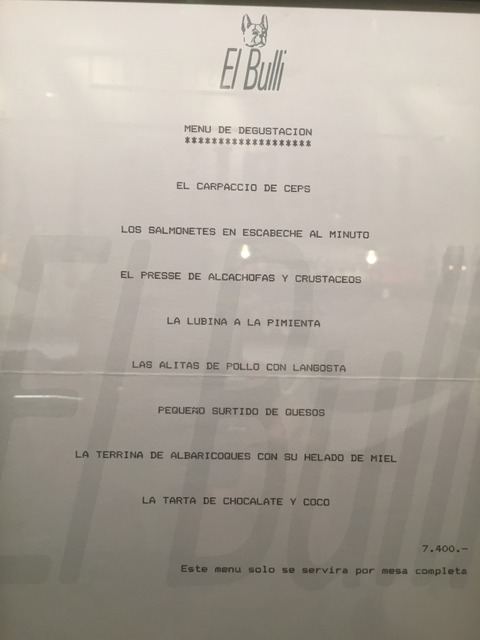 El Bulli
MENU DE DEGUSTACION
*******************
EL CARPACCIO DE CEPS
LOS SALMONETES EN ESCABECHE AL MINUTO
EL PRESSE DE ALCACHOFAS Y CRUSTACEOS
LA LUBINA A LA PIMIENTA
LAS ALITAS DE POLLO CON LANGOSTA
PEQUEÑO SURTIDO DE QUESOS
LA TERRINA DE ALBARICOQUES CON SU HELADO DE MIEL
LA TARTA DE CHOCALATE Y COCO
7.400.-
Este menu solo se servira por mesa completa
El Bulli